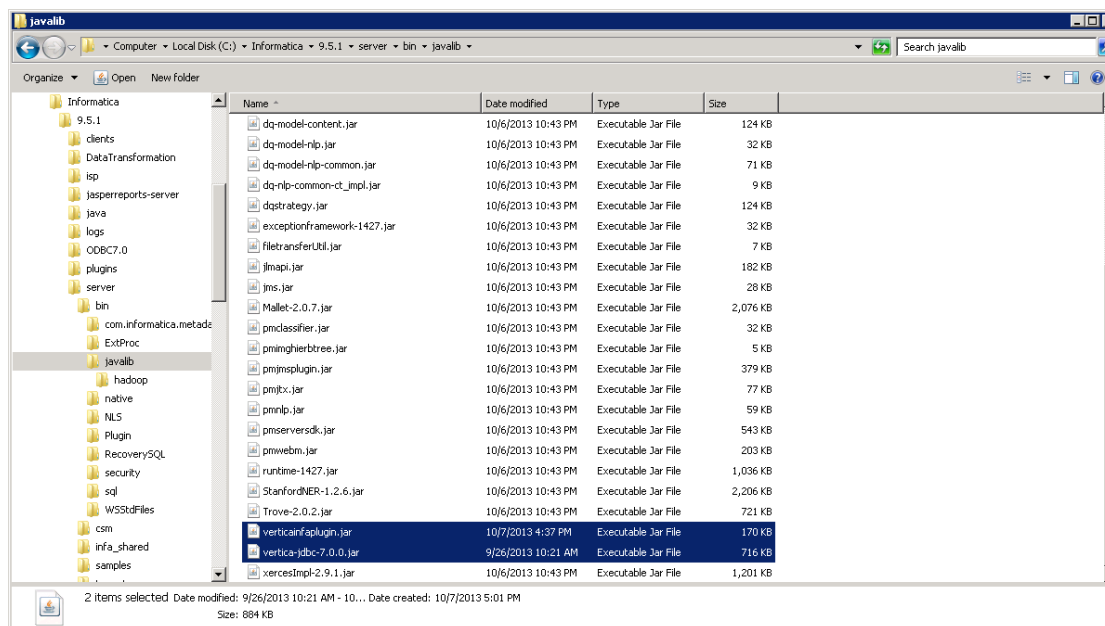 javalib
Computer Local Disk (C:) Informatica 9.5.1 server bin javalib
Search javalib
Organize Open New folder
Name Date modified Type Size
Informatica
9.5.1
clients
DataTransformation
isp
jasperreports-server
java
logs
ODBC7.0
plugins
server
bin
com.informatica.metada
ExtProc
javalib
hadoop
native
NLS
Plugin
RecoverySQL
security
sql
WSStdFiles
csm
infa_shared
samples
dq-model-content.jar 10/6/2013 10:43 PM Executable Jar File 124 KB
dq-model-nlp.jar 10/6/2013 10:43 PM Executable Jar File 32 KB
dq-model-nlp-common.jar 10/6/2013 10:43 PM Executable Jar File 71 KB
dq-nlp-common-ct_impl.jar 10/6/2013 10:43 PM Executable Jar File 9 KB
dqstrategy.jar 10/6/2013 10:43 PM Executable Jar File 124 KB
exceptionframework-1427.jar 10/6/2013 10:43 PM Executable Jar File 32 KB
filetransferUtil.jar 10/6/2013 10:43 PM Executable Jar File 7 KB
jlmapi.jar 10/6/2013 10:43 PM Executable Jar File 182 KB
jms.jar 10/6/2013 10:43 PM Executable Jar File 28 KB
Mallet-2.0.7.jar 10/6/2013 10:43 PM Executable Jar File 2,076 KB
pmclassifier.jar 10/6/2013 10:43 PM Executable Jar File 32 KB
pmimghierbtree.jar 10/6/2013 10:43 PM Executable Jar File 5 KB
pmjmsplugin.jar 10/6/2013 10:43 PM Executable Jar File 379 KB
pmjtx.jar 10/6/2013 10:43 PM Executable Jar File 77 KB
pmnlp.jar 10/6/2013 10:43 PM Executable Jar File 59 KB
pmserversdk.jar 10/6/2013 10:43 PM Executable Jar File 543 KB
pmwebm.jar 10/6/2013 10:43 PM Executable Jar File 203 KB
runtime-1427.jar 10/6/2013 10:43 PM Executable Jar File 1,036 KB
StanfordNER-1.2.6.jar 10/6/2013 10:43 PM Executable Jar File 2,206 KB
Trove-2.0.2.jar 10/6/2013 10:43 PM Executable Jar File 721 KB
verticainfaplugin.jar 10/7/2013 4:37 PM Executable Jar File 170 KB
vertica-jdbc-7.0.0.jar 9/26/2013 10:21 AM Executable Jar File 716 KB
xercesImpl-2.9.1.jar 10/6/2013 10:43 PM Executable Jar File 1,201 KB
2 items selected Date modified: 9/26/2013 10:21 AM - 10... Date created: 10/7/2013 5:01 PM
Size: 884 KB